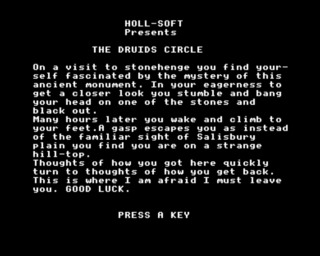 HOLL-SOFT
Presents
THE DRUIDS CIRCLE
On a visit to stonehenge you find your-
self fascinated by the mystery of this
ancient monument. In your eagerness to
get a closer look you stumble and bang
your head on one of the stones and
black out.
Many hours later you wake and climb to
your feet.A gasp escapes you as instead
of the familiar sight of Salisbury
plain you find you are on a strange
hill-top.
Thoughts of how you got here quickly
turn to thoughts of how you get back.
This is where I am afraid I must leave
you. GOOD LUCK.
PRESS A KEY